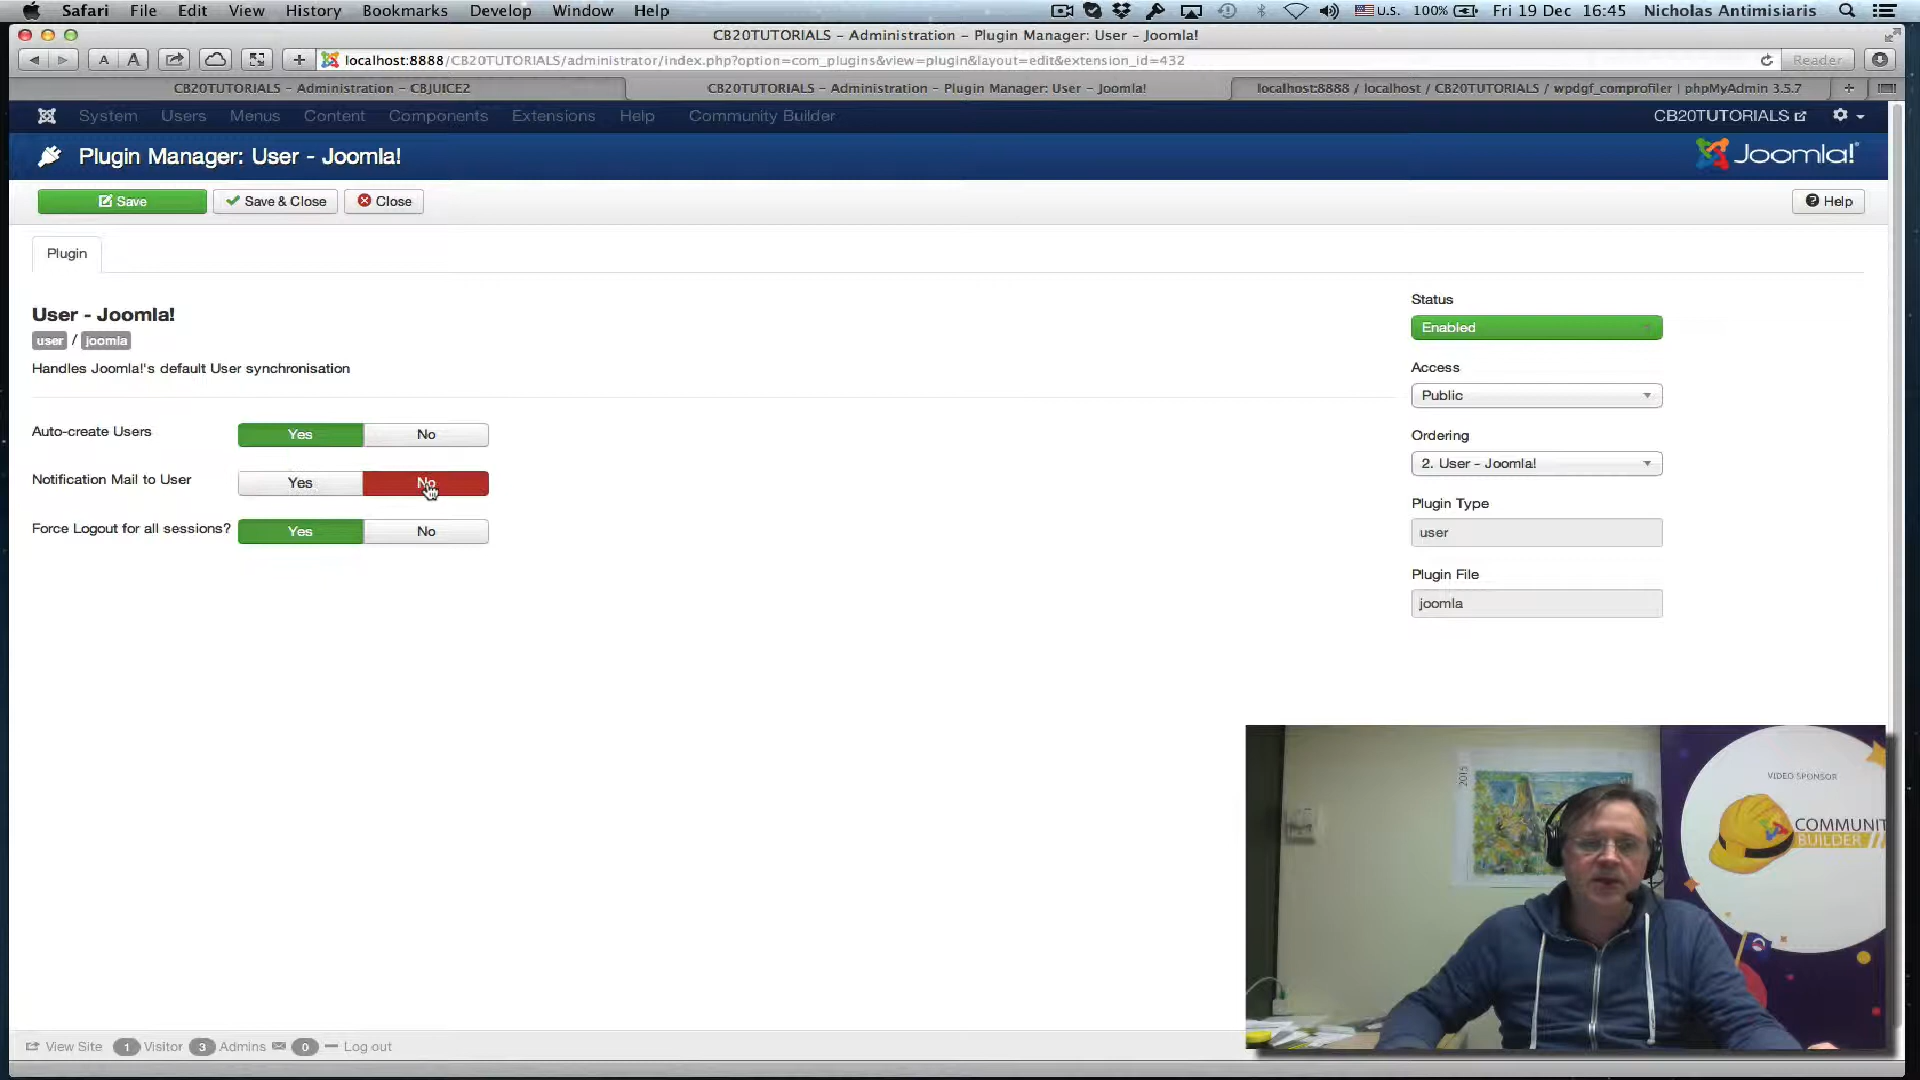 Safari File Edit View History Bookmarks Develop Window Help U.S. 100% Fri 19 Dec 16:45 Nicholas Antimisiaris
CB20TUTORIALS - Administration - Plugin Manager: User - Joomla!
A A + localhost:8888/CB20TUTORIALS/administrator/index.php?option=com_plugins&view=plugin&layout=edit&extension_id=432 Reader
CB20TUTORIALS - Administration - CBJUICE2 CB20TUTORIALS - Administration - Plugin Manager: User - Joomla! localhost:8888 / localhost / CB20TUTORIALS / wpdgf_comprofiler | phpMyAdmin 3.5.7 +
System Users Menus Content Components Extensions Help Community Builder CB20TUTORIALS
Plugin Manager: User - Joomla! Joomla!
Save Save & Close Close Help
Plugin
User - Joomla!
user / joomla
Handles Joomla!'s default User synchronisation
Auto-create Users Yes No
Notification Mail to User Yes No
Force Logout for all sessions? Yes No
Status
Enabled
Access
Public
Ordering
2. User - Joomla!
Plugin Type
user
Plugin File
joomla
2015
VIDEO SPONSOR
COMMUNIT
BUILDER
View Site 1 Visitor 3 Admins 0 Log out